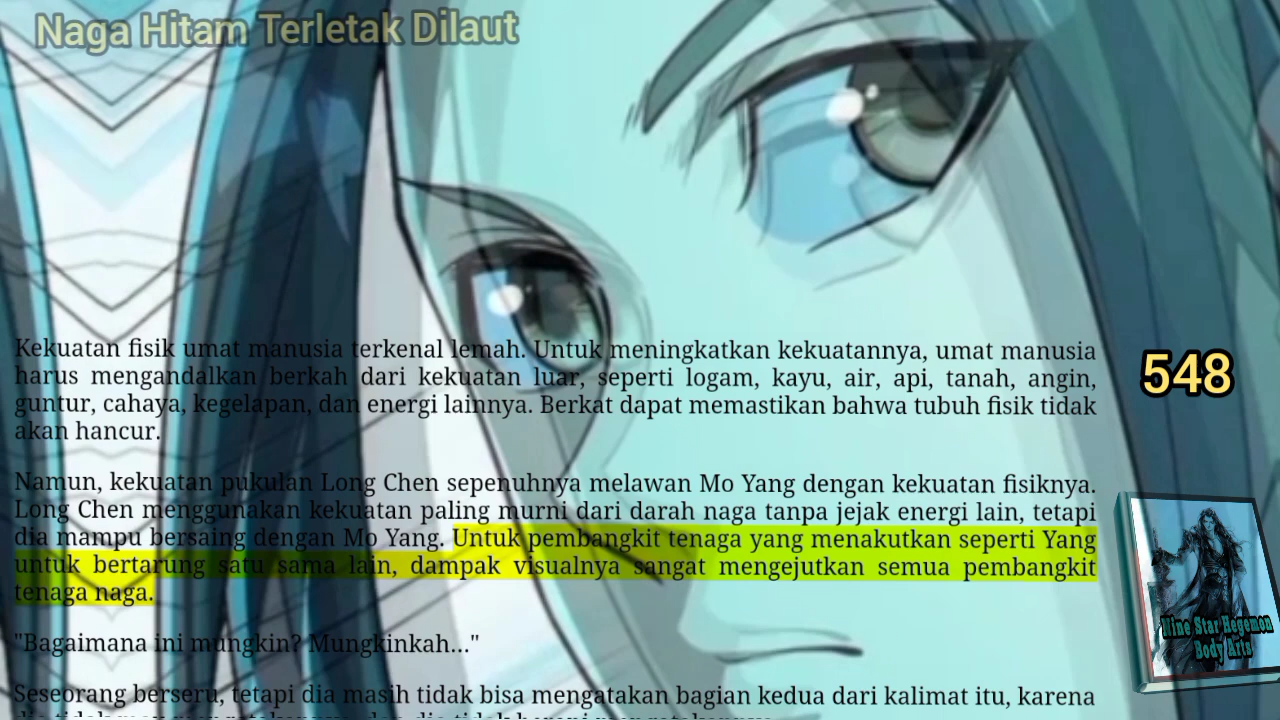 Naga Hitam Terletak Dilaut
Kekuatan fisik umat manusia terkenal lemah. Untuk meningkatkan kekuatannya, umat manusia
harus mengandalkan berkah dari kekuatan luar, seperti logam, kayu, air, api, tanah, angin,
guntur, cahaya, kegelapan, dan energi lainnya. Berkat dapat memastikan bahwa tubuh fisik tidak
akan hancur.
548
Namun, kekuatan pukulan Long Chen sepenuhnya melawan Mo Yang dengan kekuatan fisiknya.
Long Chen menggunakan kekuatan paling murni dari darah naga tanpa jejak energi lain, tetapi
dia mampu bersaing dengan Mo Yang. Untuk pembangkit tenaga yang menakutkan seperti Yang
untuk bertarung satu sama lain, dampak visualnya sangat mengejutkan semua pembangkit
tenaga naga.
"Bagaimana ini mungkin? Mungkinkah..."
Seseorang berseru, tetapi dia masih tidak bisa mengatakan bagian kedua dari kalimat itu, karena
Nine Star Hegemon
Body Arts